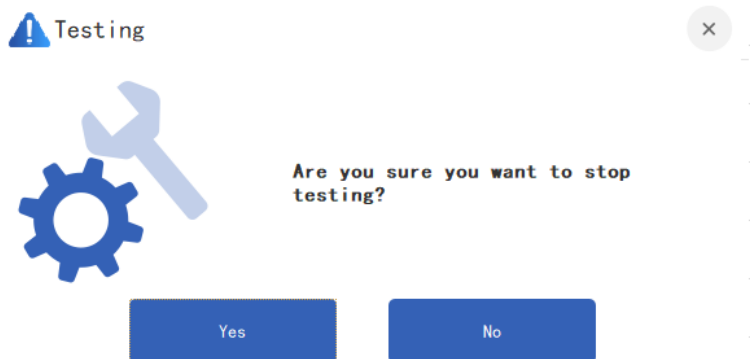 Testing
Are you sure you want to stop
testing?
Yes
No